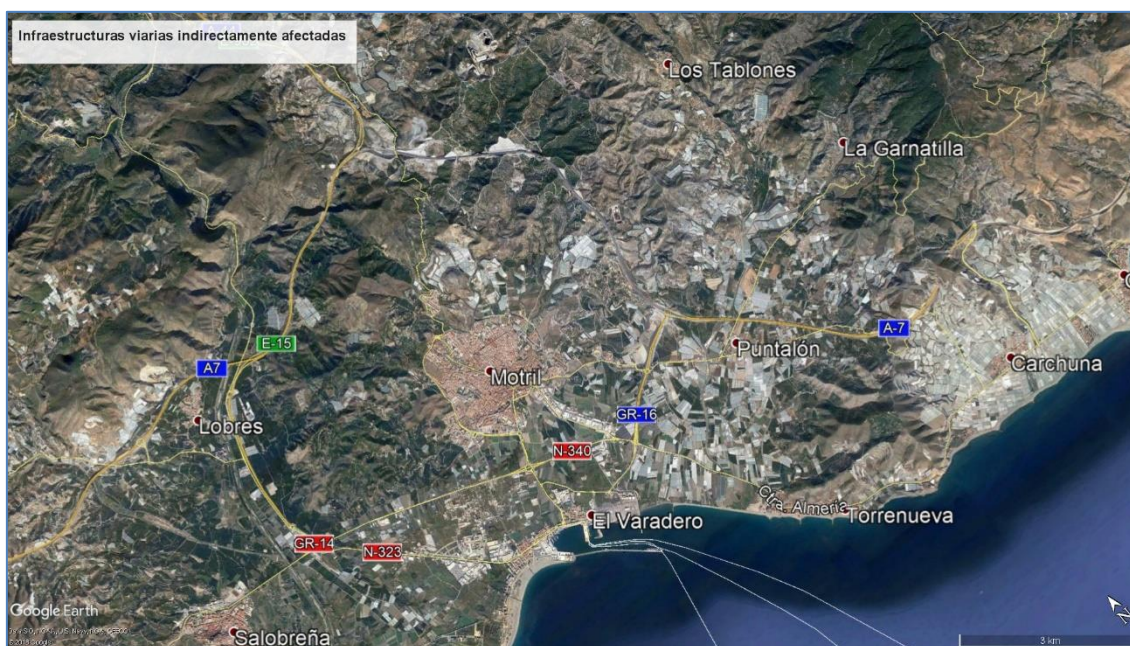 Infraestructuras viarias indirectamente afectadas
Los Tablones
La Garnatilla
A-7
E-15
Puntalón
Carchuna
A7
Motril
GR-16
Lobres
N-340
Ctra. Almería
Torrenueva
El Varadero
GR-14
N-323
Google Earth
N
3 km
Salobreña